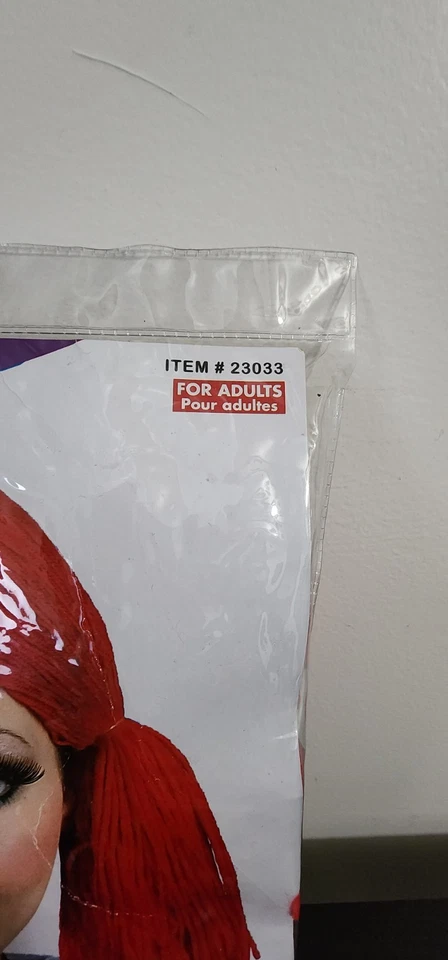 ITEM # 23033
FOR ADULTS
Pour adultes